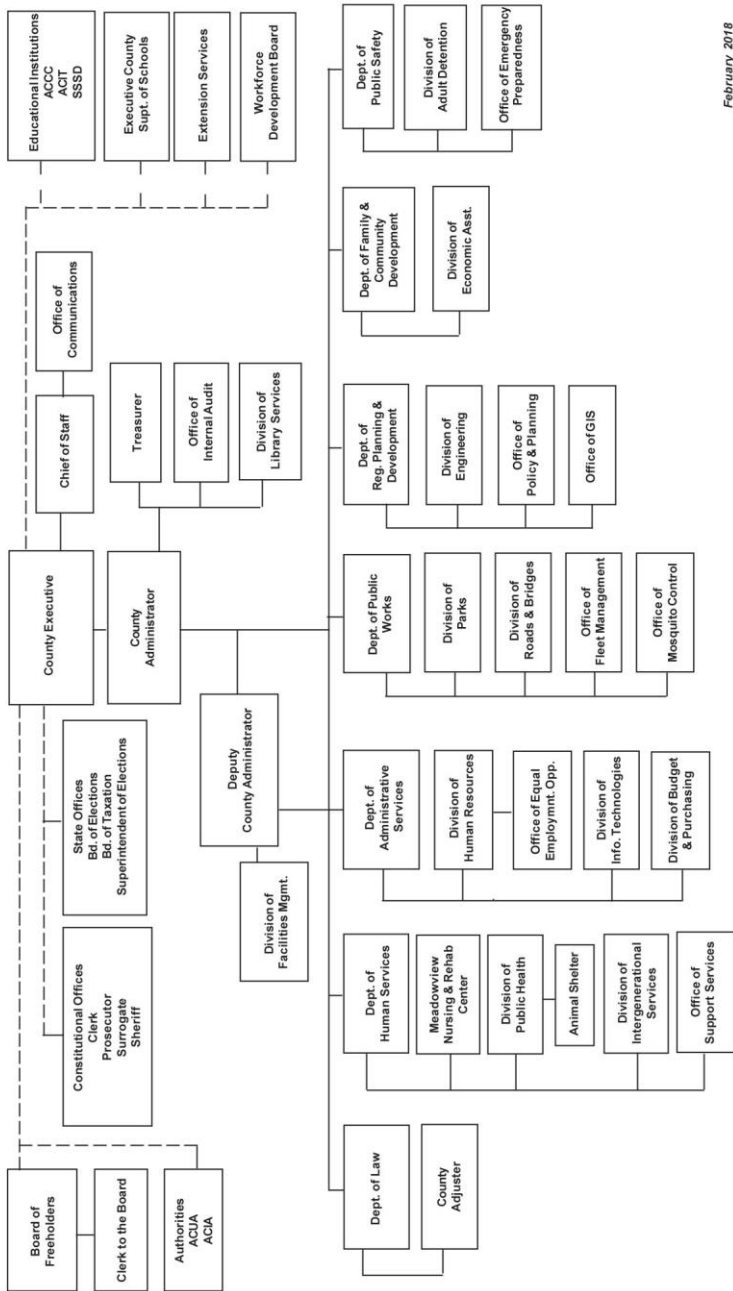 Board of
Freeholders
Clerk to the Board
Authorities
ACUA
ACIA
Constitutional Offices
Clerk
Prosecutor
Surrogate
Sheriff
State Offices
Bd. of Elections
Bd. of Taxation
Superintendent of Elections
County Executive
Chief of Staff
Office of
Communications
Educational Institutions
ACCC
ACIT
SSSD
Executive County
Supt. of Schools
Extension Services
Workforce
Development Board
County
Administrator
Treasurer
Office of
Internal Audit
Division of
Library Services
Deputy
County Administrator
Division of
Facilities Mgmt.
Dept. of Law
County
Adjuster
Dept. of
Human Services
Meadowview
Nursing & Rehab
Center
Division of
Public Health
Animal Shelter
Division of
Intergenerational
Services
Office of
Support Services
Dept. of
Administrative
Services
Division of
Human Resources
Office of Equal
Employmnt. Opp.
Division of
Info. Technologies
Division of Budget
& Purchasing
Dept. of Public
Works
Division of
Parks
Division of
Roads & Bridges
Office of
Fleet Management
Office of
Mosquito Control
Dept. of
Reg. Planning &
Development
Division of
Engineering
Office of
Policy & Planning
Office of GIS
Dept. of Family &
Community
Development
Division of
Economic Asst.
Dept. of
Public Safety
Division of
Adult Detention
Office of Emergency
Preparedness
February 2018